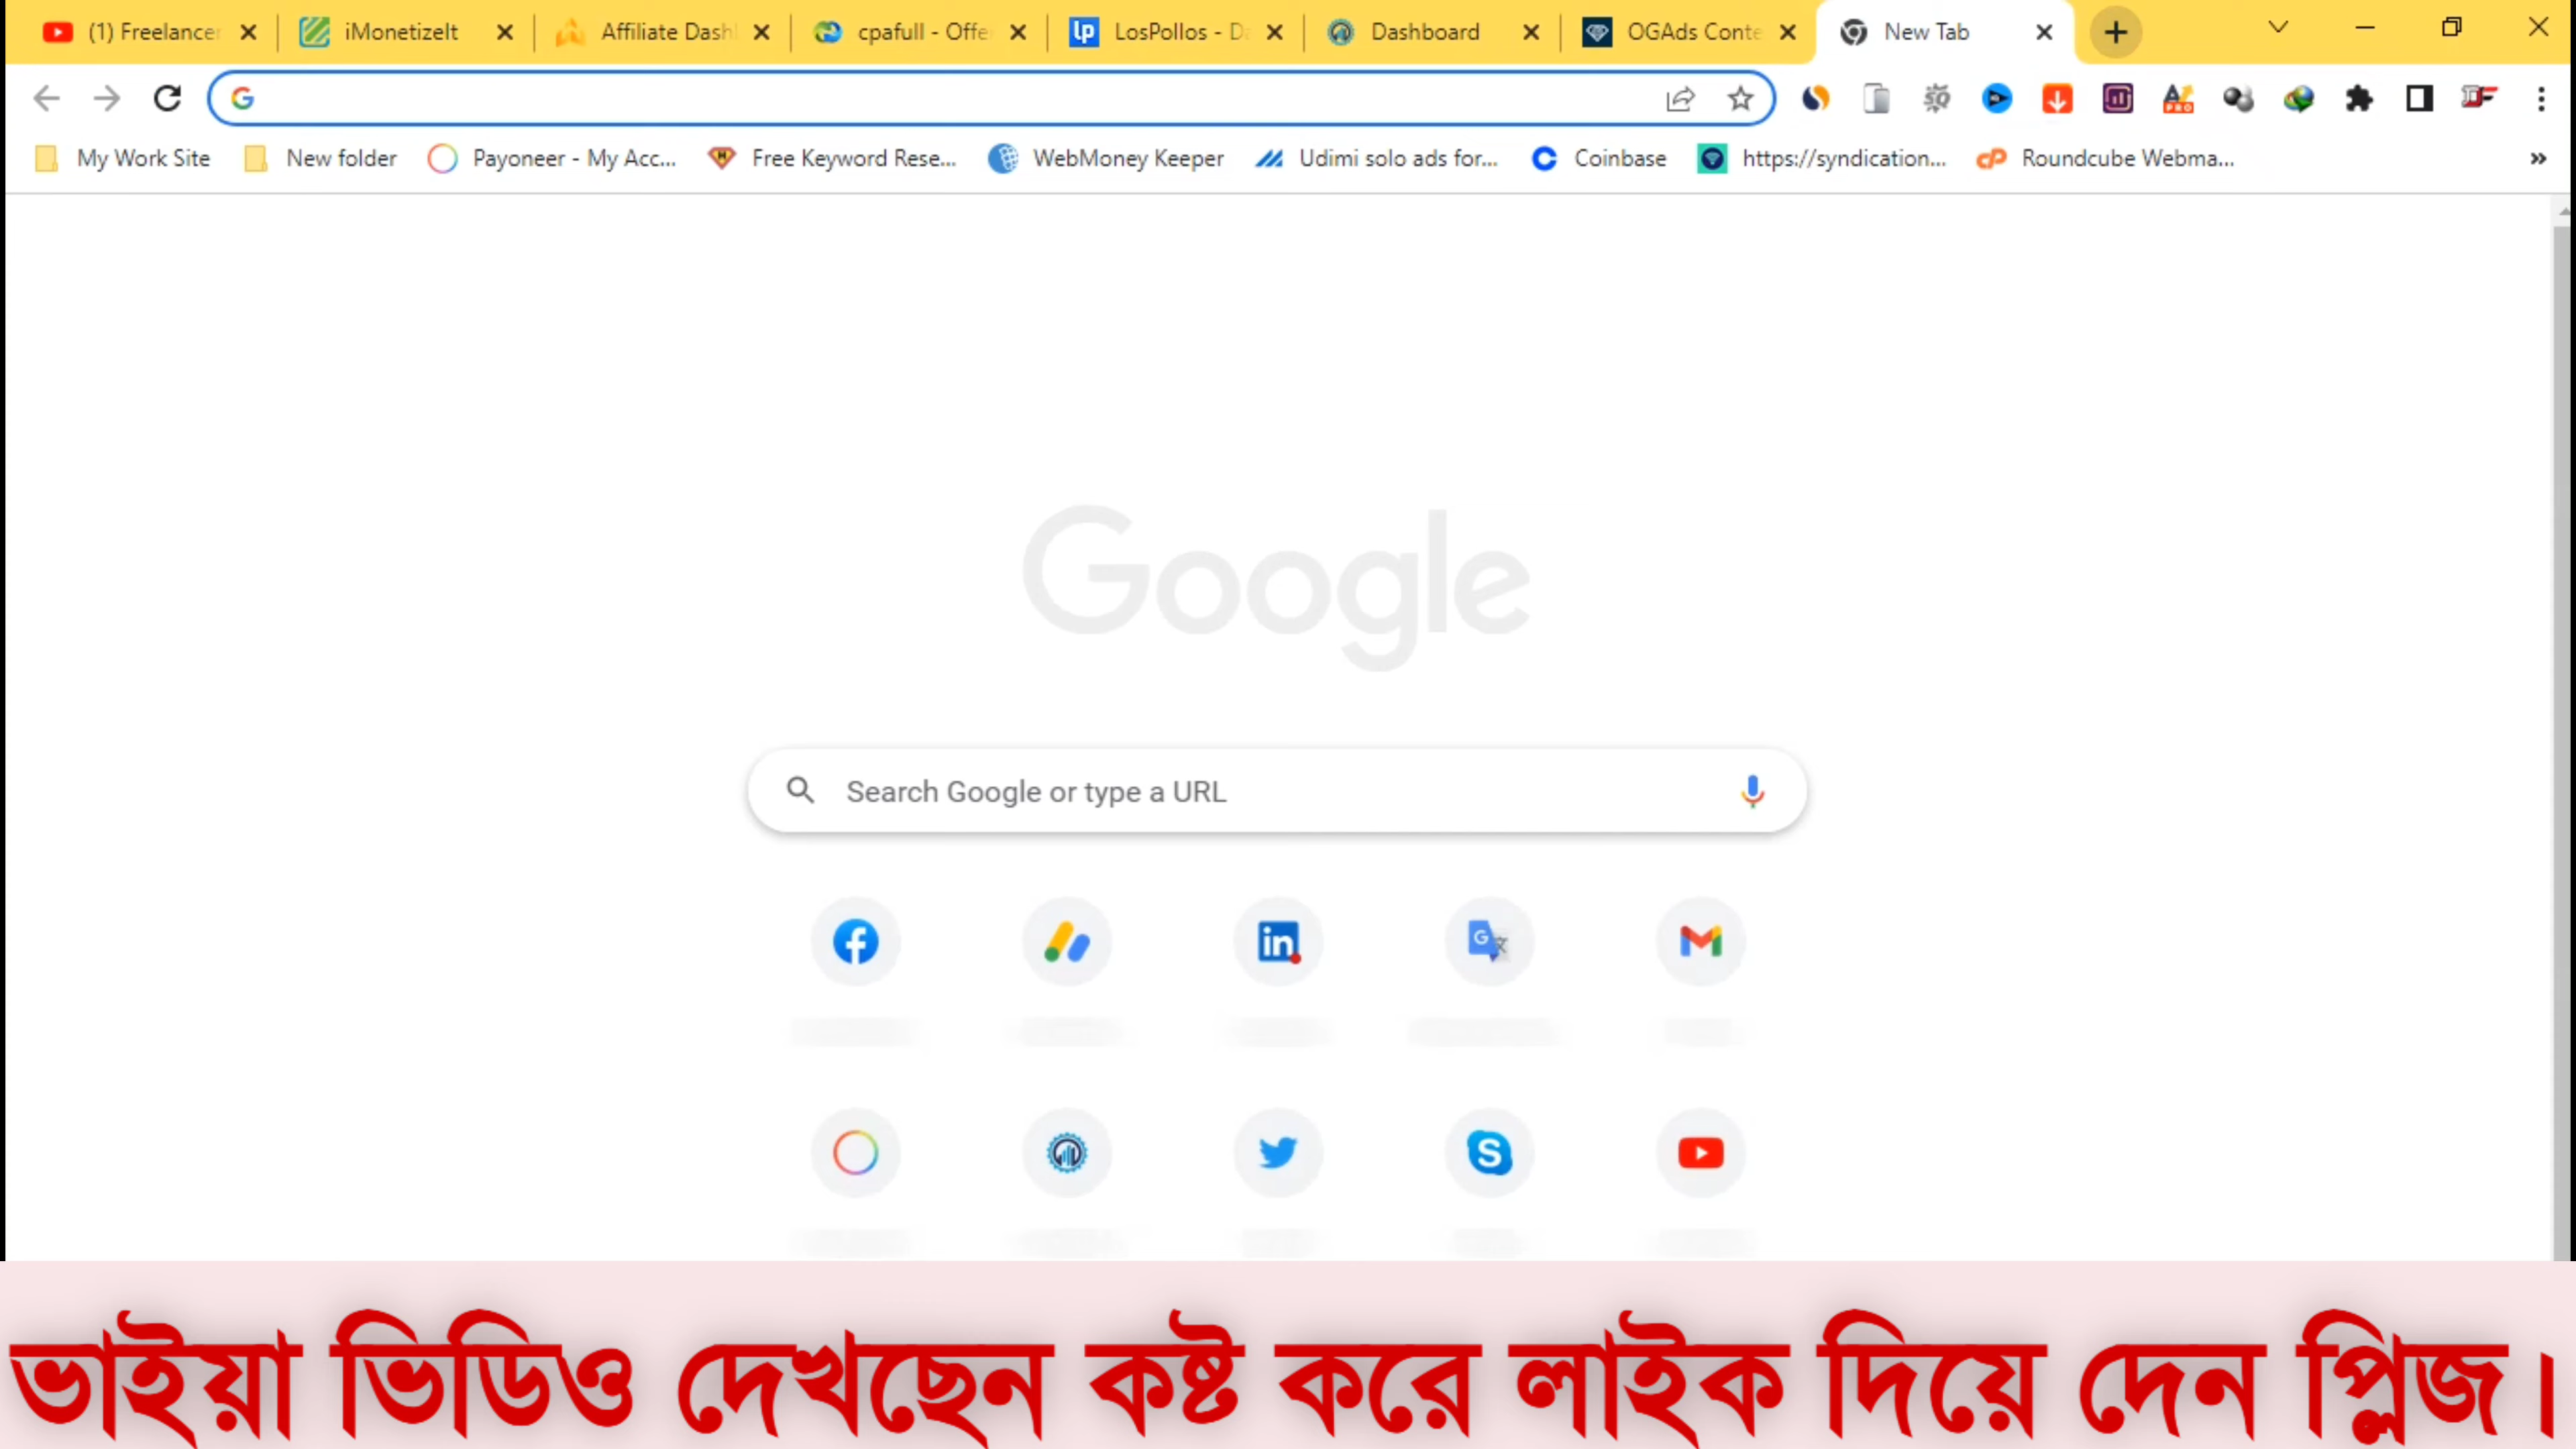 (1) Freelancer
iMonetizeIt
Affiliate Dash
cpafull - Offe
LosPollos - D
Dashboard
OGAds Conte
New Tab
My Work Site
New folder
Payoneer - My Acc...
Free Keyword Rese...
WebMoney Keeper
Udimi solo ads for...
Coinbase
https://syndication...
Roundcube Webma...
Google
Search Google or type a URL
ভাইয়া ভিডিও দেখছেন কষ্ট করে লাইক দিয়ে দেন প্লিজ।